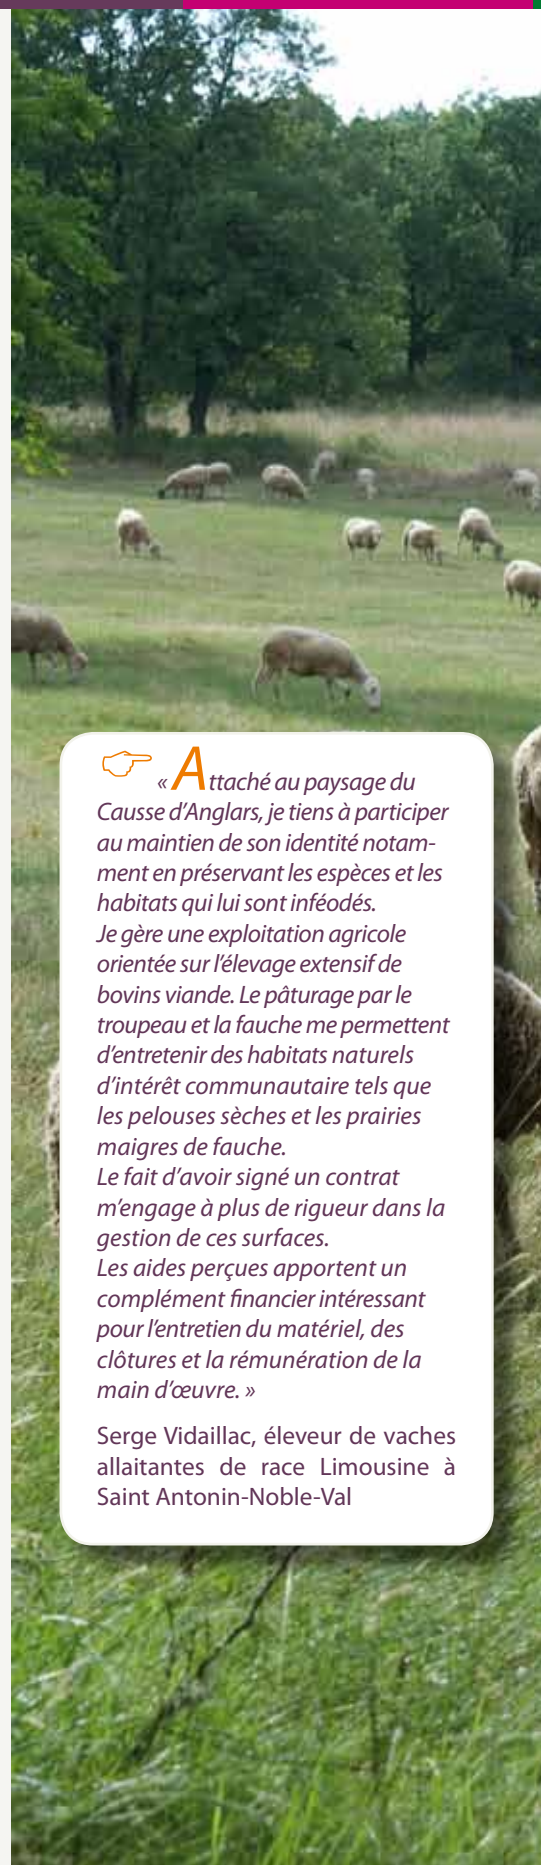 « Attaché au paysage du
Causse d’Anglars, je tiens à participer
au maintien de son identité notam-
ment en préservant les espèces et les
habitats qui lui sont inféodés.
Je gère une exploitation agricole
orientée sur l’élevage extensif de
bovins viande. Le pâturage par le
troupeau et la fauche me permettent
d’entretenir des habitats naturels
d’intérêt communautaire tels que
les pelouses sèches et les prairies
maigres de fauche.
Le fait d’avoir signé un contrat
m’engage à plus de rigueur dans la
gestion de ces surfaces.
Les aides perçues apportent un
complément financier intéressant
pour l’entretien du matériel, des
clôtures et la rémunération de la
main d’œuvre. »
Serge Vidaillac, éleveur de vaches
allaitantes de race Limousine à
Saint Antonin-Noble-Val